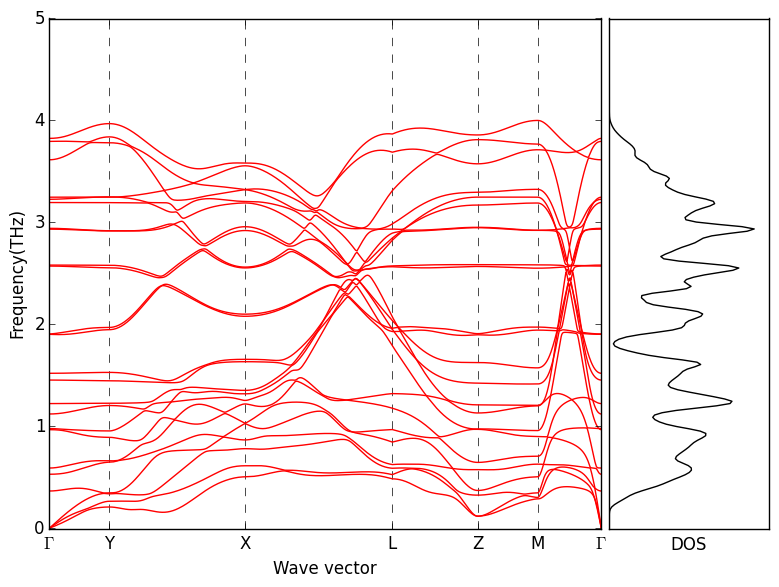 5
4
3
2
1
0
Frequency(THz)
Γ Y X L Z M Γ
Wave vector
DOS